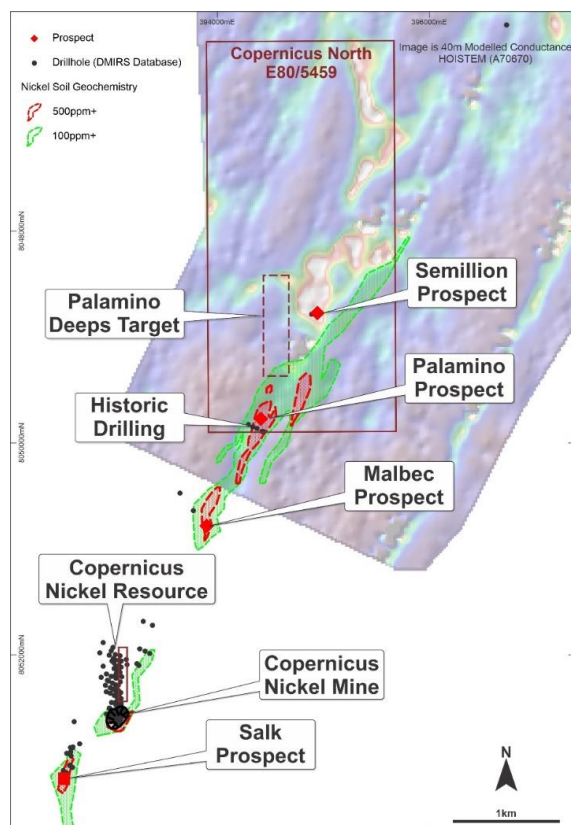 394000mE
396000mE
Prospect
Drillhole (DMIRS Database)
Nickel Soil Geochemistry
500ppm+
100ppm+
Copernicus North
E80/5459
Image is 40m Modelled Conductance
HOISTEM (A70670)
8048000mN
Semillion
Prospect
Palamino
Deeps Target
Palamino
Prospect
Historic
Drilling
Malbec
Prospect
Copernicus
Nickel Resource
Copernicus
Nickel Mine
Salk
Prospect
N
1km